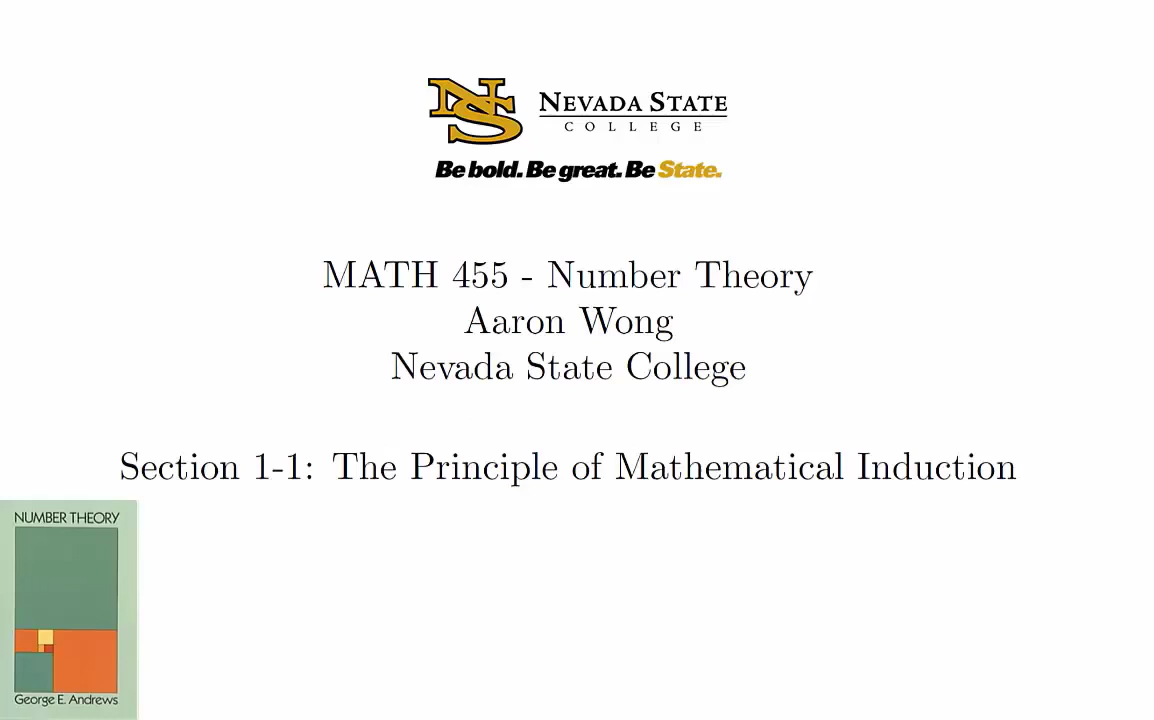 NS
NEVADA STATE
COLLEGE
Be bold. Be great. Be State.
MATH 455 - Number Theory
Aaron Wong
Nevada State College
Section 1-1: The Principle of Mathematical Induction
NUMBER THEORY
George E. Andrews